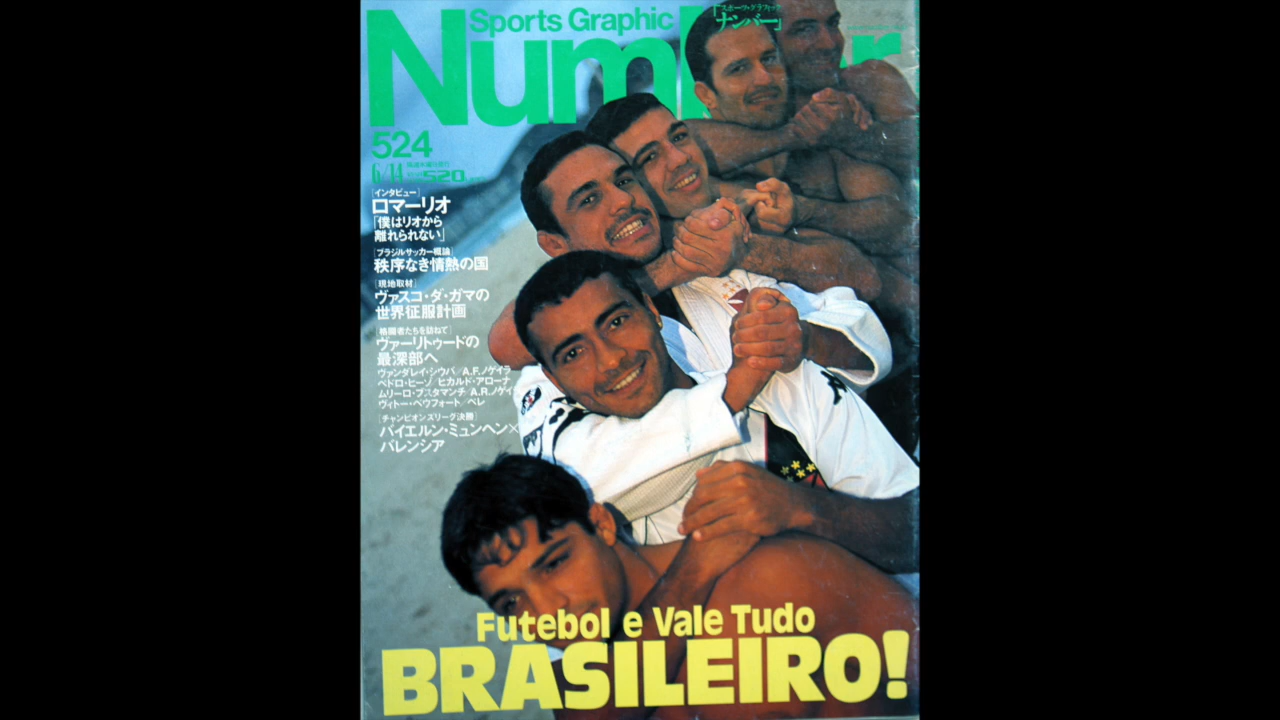 Sports Graphic
Number
「スポーツ・グラフィック
ナンバー」
524
6/14
520
[インタビュー]
ロマーリオ
「僕はリオから
離れられない」
[ブラジルサッカー概論]
秩序なき情熱の国
[現地取材]
ヴァスコ・ダ・ガマの
世界征服計画
[格闘者たちを訪ねて]
ヴァーリトゥードの
最深部へ
ヴァンダレイ・シウバ/A.F.ノゲイラ
ペドロ・ヒーゾ/ヒカルド・アローナ
ムリーロ・ブスタマンチ/A.R.ノゲイラ
ヴィトー・ベウフォート/ペレ
[チャンピオンズリーグ決勝]
バイエルン・ミュンヘン×
バレンシア
Futebol e Vale Tudo
BRASILEIRO!